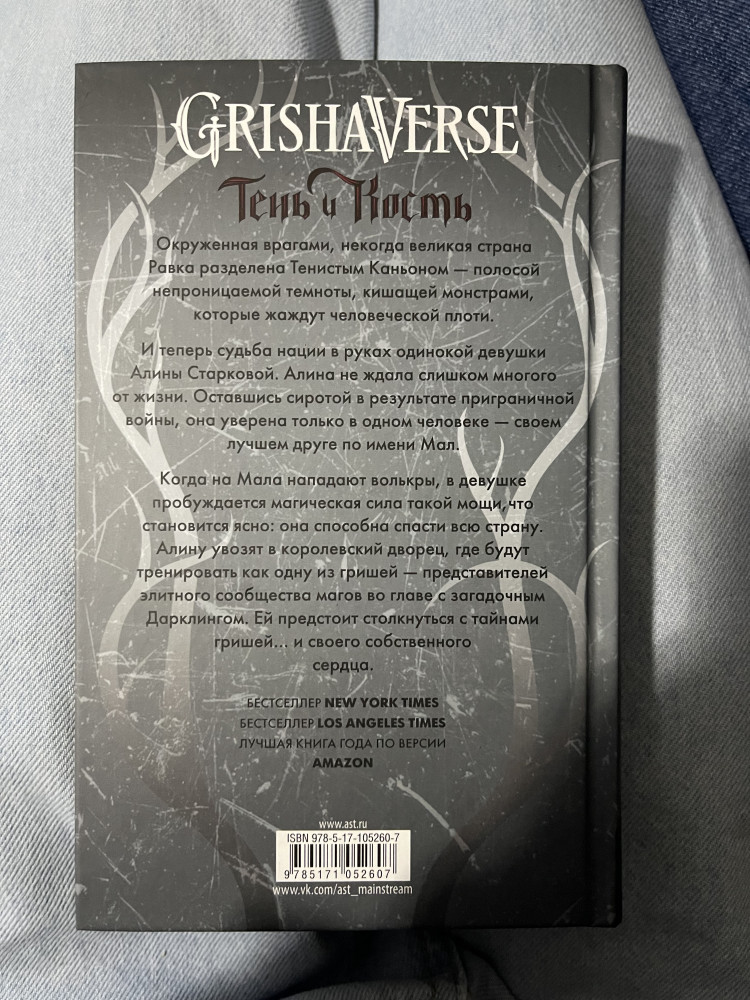 GRISHAVERSE
Тень и Кость
Окруженная врагами, некогда великая страна
Равка разделена Тенистым Каньоном — полосой
непроницаемой темноты, кишащей монстрами,
которые жаждут человеческой плоти.
И теперь судьба нации в руках одинокой девушки
Алины Старковой. Алина не ждала слишком многого
от жизни. Оставшись сиротой в результате приграничной
войны, она уверена только в одном человеке — своем
лучшем друге по имени Мал.
Когда на Мала нападают волькры, в девушке
пробуждается магическая сила такой мощи, что
становится ясно: она способна спасти всю страну.
Алину увозят в королевский дворец, где будут
тренировать как одну из гришей — представителей
элитного сообщества магов во главе с загадочным
Дарклингом. Ей предстоит столкнуться с тайнами
гришей... и своего собственного
сердца.
БЕСТСЕЛЛЕР NEW YORK TIMES
БЕСТСЕЛЛЕР LOS ANGELES TIMES
ЛУЧШАЯ КНИГА ГОДА ПО ВЕРСИИ
AMAZON
www.ast.ru
ISBN 978-5-17-105260-7
9 785171 052607
www.vk.com/ast_mainstream